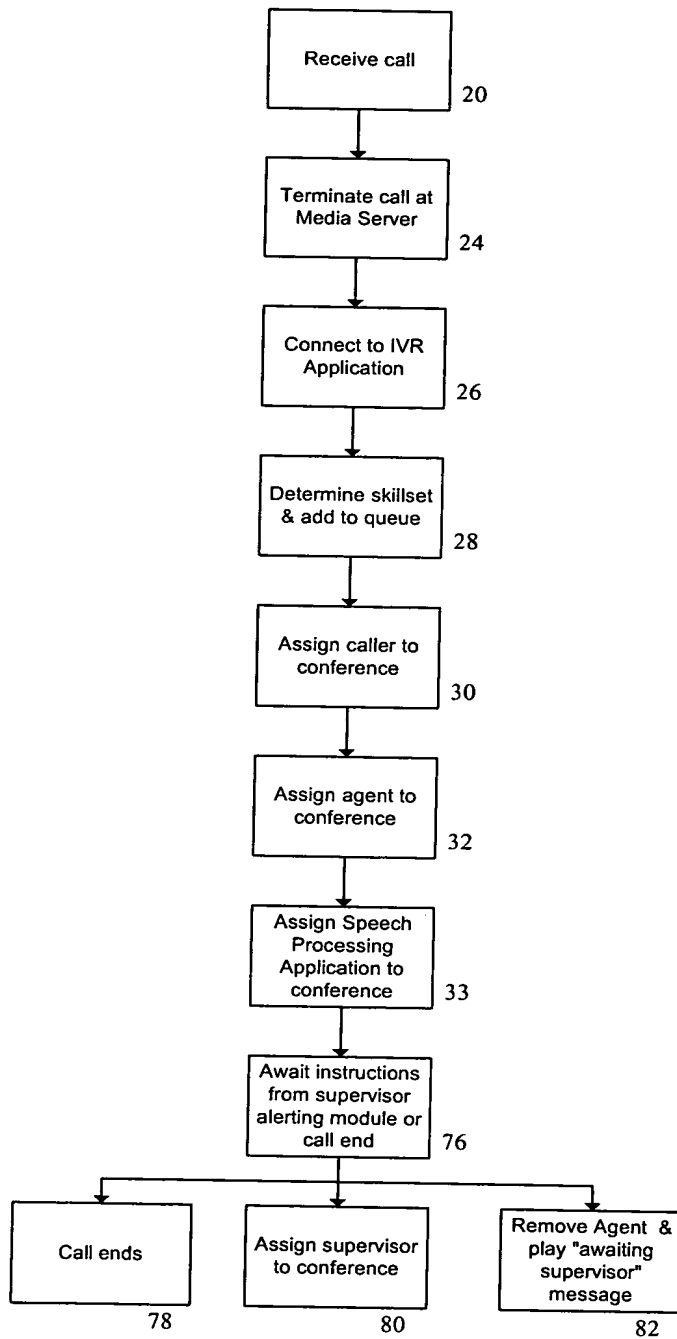 Receive call
20
Terminate call at
Media Server
24
Connect to IVR
Application
26
Determine skillset
& add to queue
28
Assign caller to
conference
30
Assign agent to
conference
32
Assign Speech
Processing
Application to
conference
33
Await instructions
from supervisor
alerting module or
call end
76
Call ends
78
Assign supervisor
to conference
80
Remove Agent &
play "awaiting
supervisor"
message
82